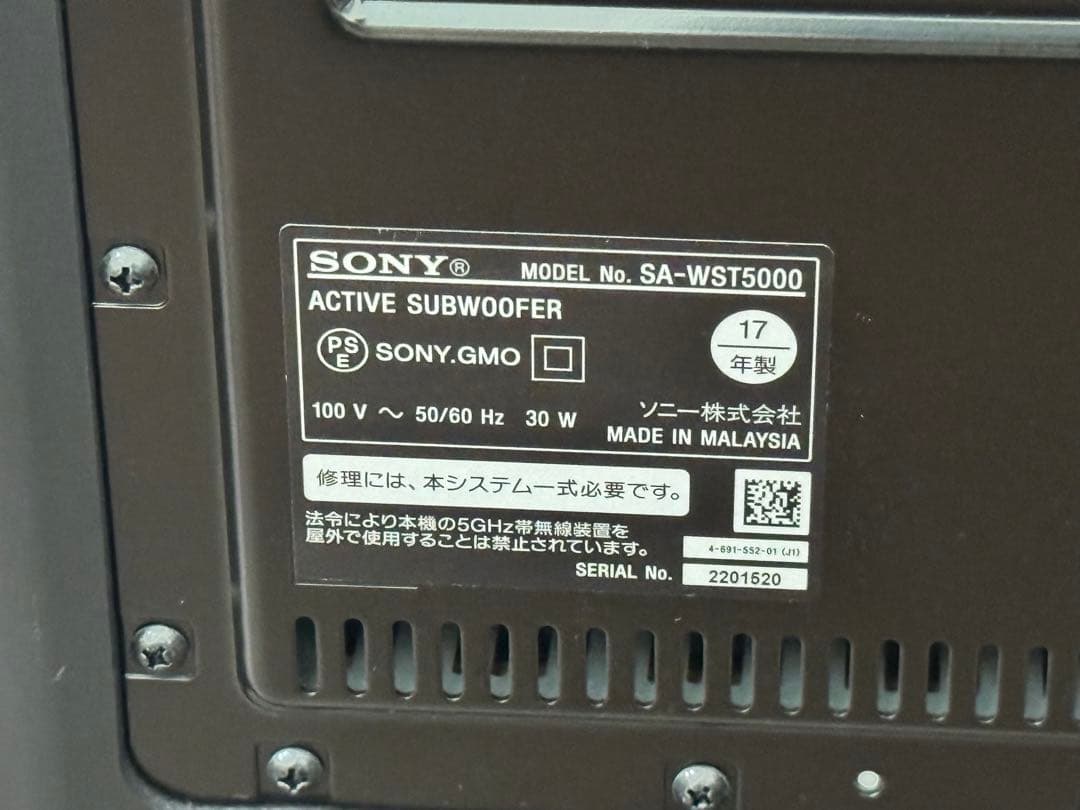 SONY® MODEL No. SA-WST5000
ACTIVE SUBWOOFER
PS
E
SONY.GMO
17
年製
100 V ～ 50/60 Hz 30 W
ソニー株式会社
MADE IN MALAYSIA
修理には、本システム一式必要です。
法令により本機の5GHz帯無線装置を
屋外で使用することは禁止されています。
4-691-552-01 (J1)
SERIAL No. 2201520